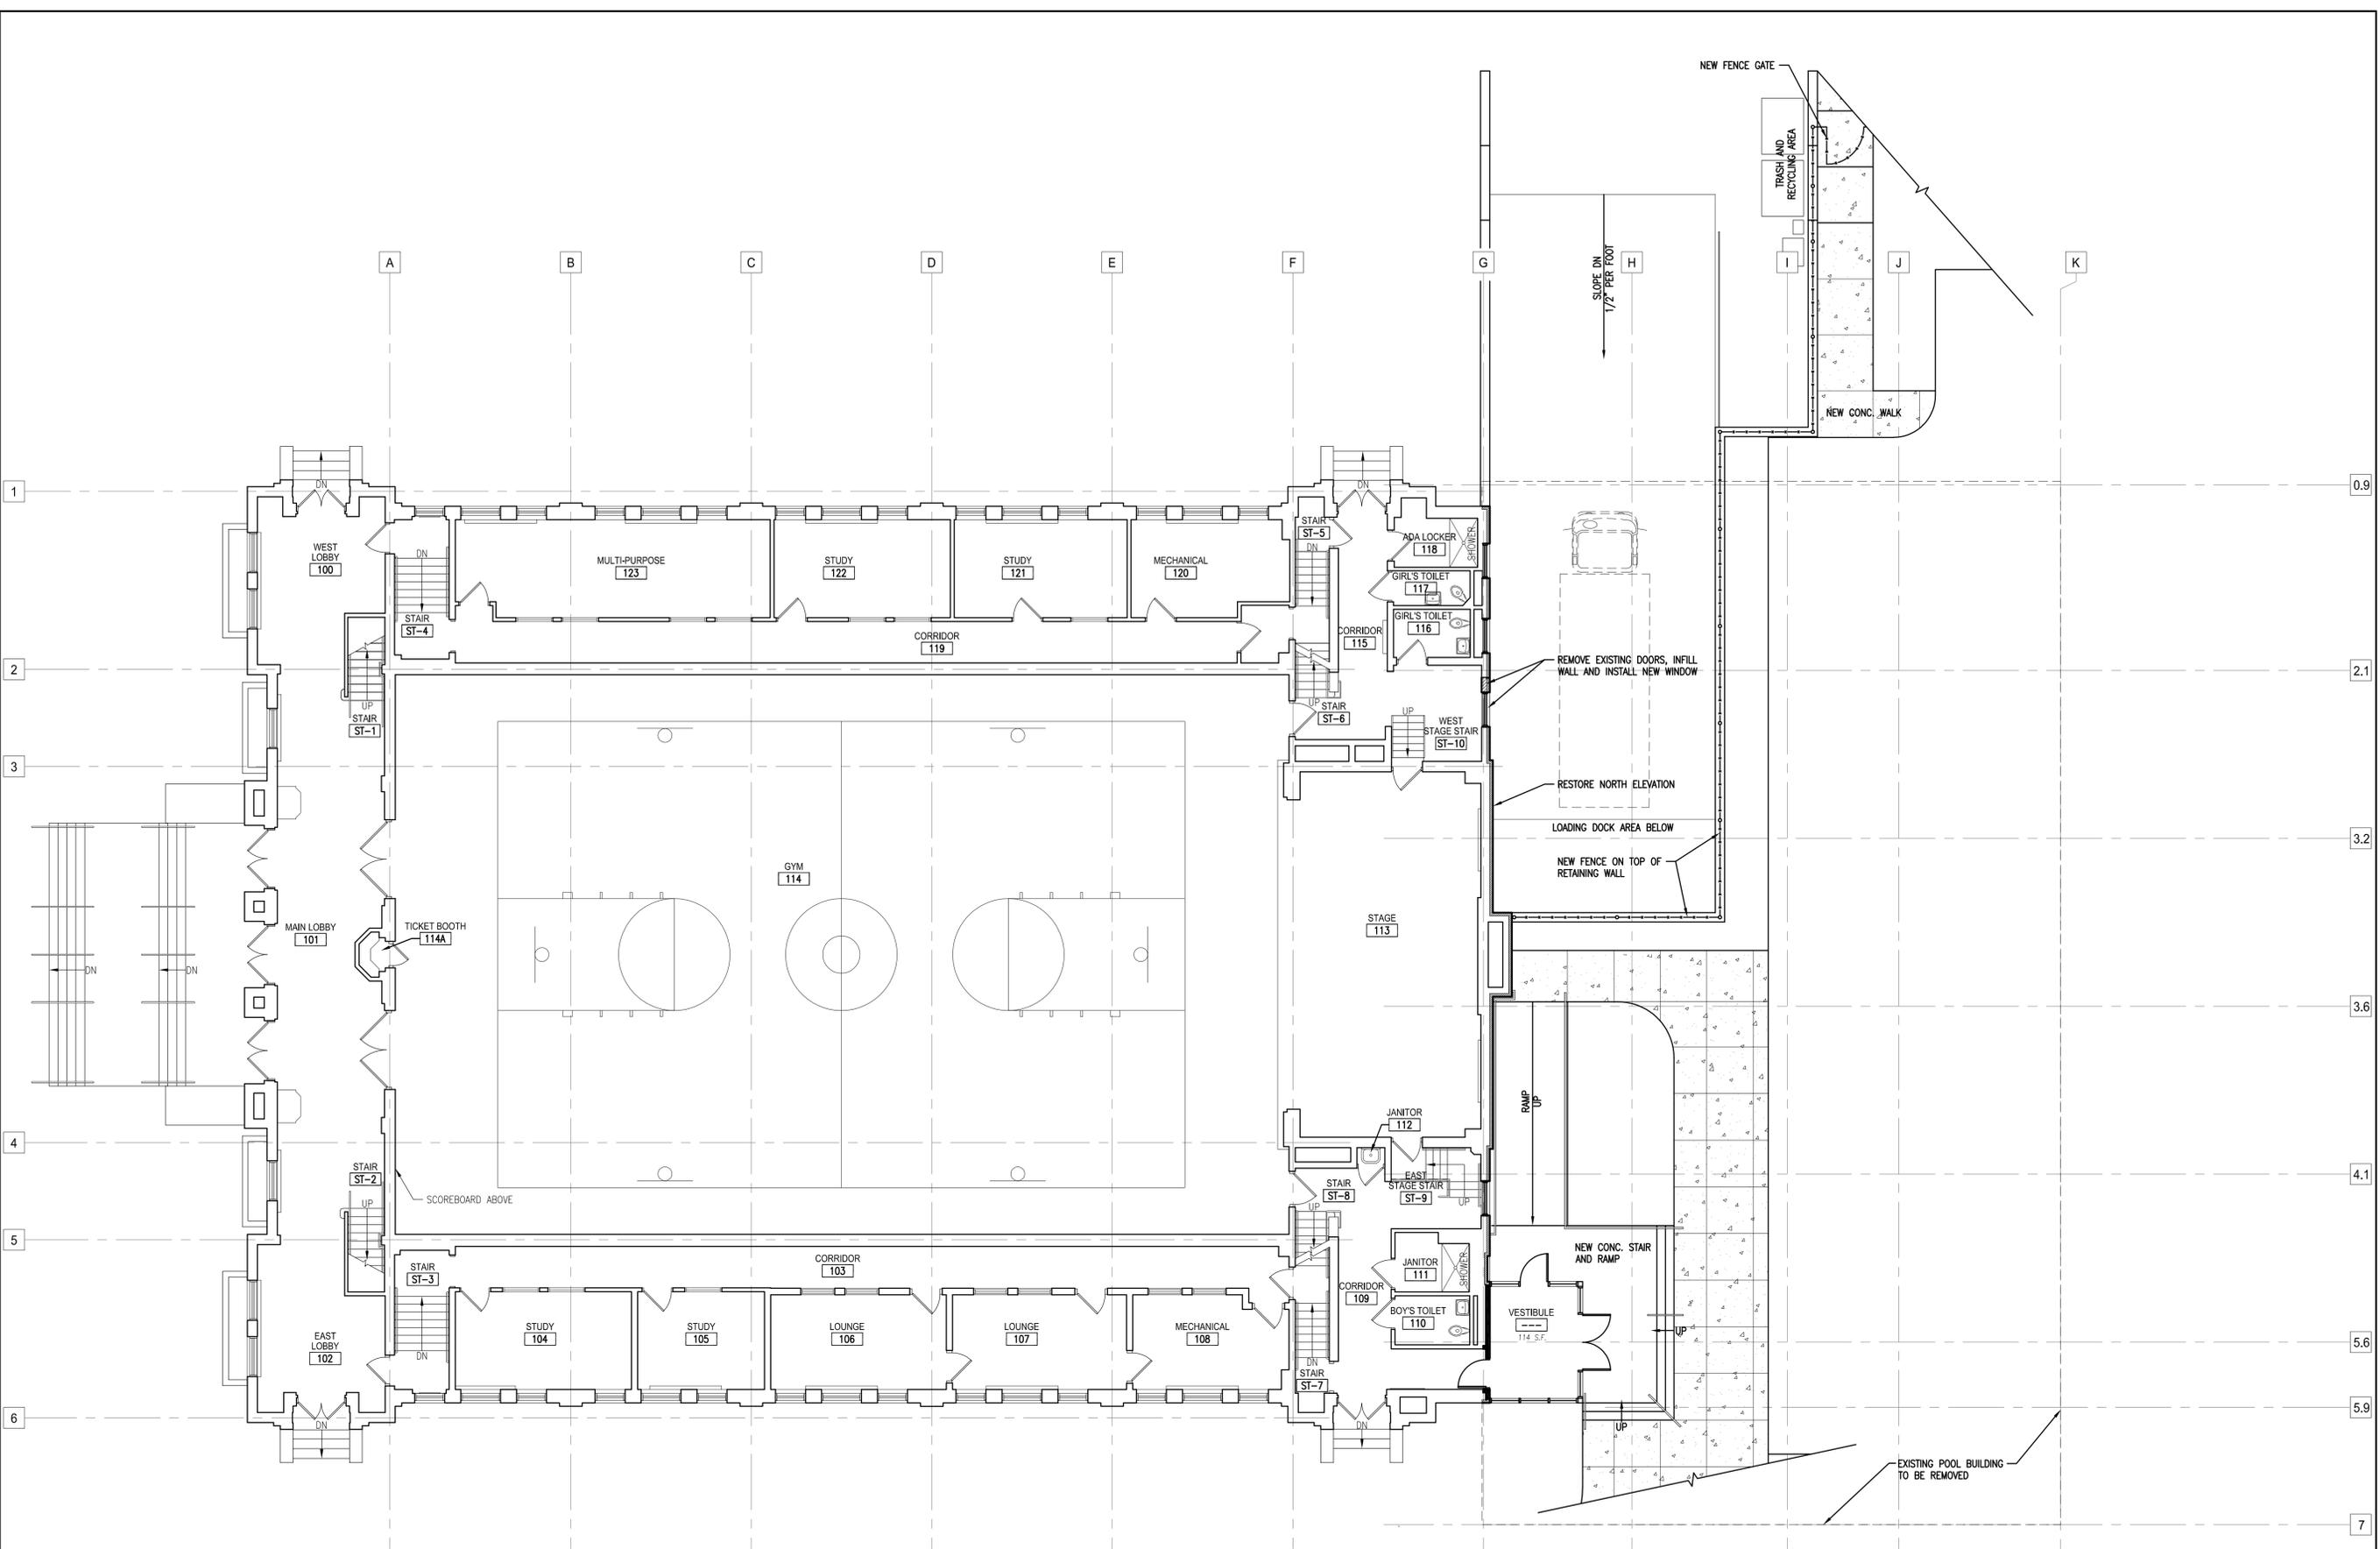 NEW FENCE GATE
TRASH AND
RECYCLING AREA
A
B
C
D
E
F
G
H
I
J
K
SLOPE DN
1/2" PER FOOT
NEW CONC. WALK
1
0.9
DN
DN
WEST
LOBBY
100
DN
STAIR
ST-4
MULTI-PURPOSE
123
STUDY
122
STUDY
121
MECHANICAL
120
STAIR
ST-5
DN
ADA LOCKER
118
SHOWER
GIRL'S TOILET
117
GIRL'S TOILET
116
CORRIDOR
115
CORRIDOR
119
2
2.1
REMOVE EXISTING DOORS, INFILL
WALL AND INSTALL NEW WINDOW
UP
STAIR
ST-1
UP
STAIR
ST-6
UP
WEST
STAGE STAIR
ST-10
3
RESTORE NORTH ELEVATION
LOADING DOCK AREA BELOW
3.2
NEW FENCE ON TOP OF
RETAINING WALL
GYM
114
MAIN LOBBY
101
TICKET BOOTH
114A
STAGE
113
DN
DN
3.6
RAMP
UP
JANITOR
112
4
4.1
STAIR
ST-2
UP
SCOREBOARD ABOVE
STAIR
ST-8
UP
EAST
STAGE STAIR
ST-9
UP
5
NEW CONC. STAIR
AND RAMP
STAIR
ST-3
DN
CORRIDOR
103
JANITOR
111
SHOWER
CORRIDOR
109
BOY'S TOILET
110
EAST
LOBBY
102
STUDY
104
STUDY
105
LOUNGE
106
LOUNGE
107
MECHANICAL
108
VESTIBULE
---
114 S.F.
UP
5.6
DN
STAIR
ST-7
6
5.9
DN
DN
UP
EXISTING POOL BUILDING
TO BE REMOVED
7